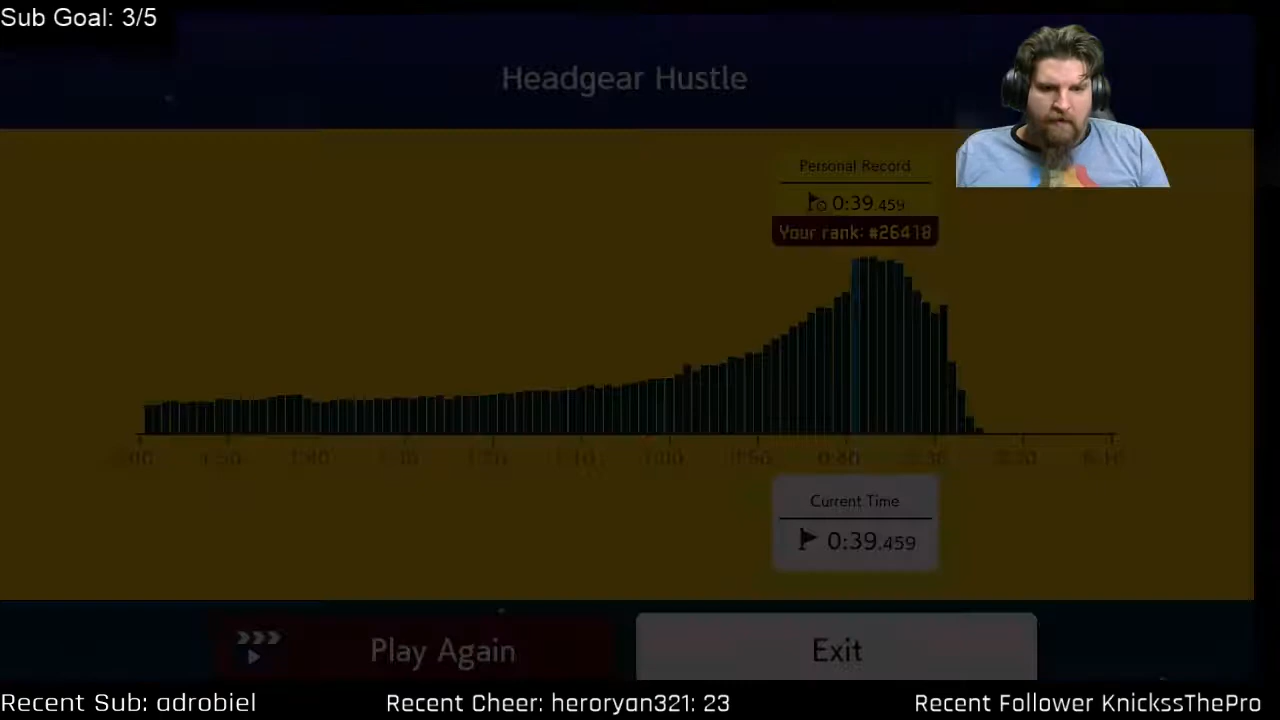 Sub Goal: 3/5
Headgear Hustle
Personal Record
0:39.459
Your rank: #26418
Current Time
0:39.459
Play Again
Exit
Recent Sub: adrobiel
Recent Cheer: heroryan321: 23
Recent Follower KnickssThePro